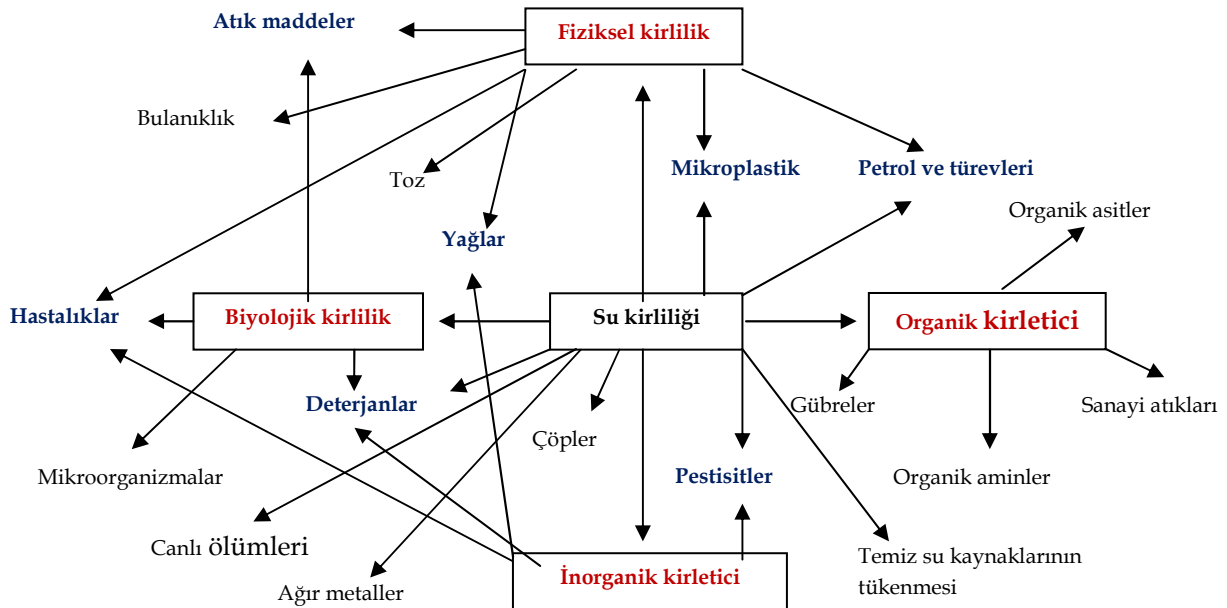 Atık maddeler
Fiziksel kirlilik
Bulanıklık
Toz
Mikroplastik
Petrol ve türevleri
Organik asitler
Yağlar
Hastalıklar
Biyolojik kirlilik
Su kirliliği
Organik kirletici
Deterjanlar
Gübreler
Sanayi atıkları
Çöpler
Mikroorganizmalar
Pestisitler
Organik aminler
Canlı ölümleri
Ağır metaller
İnorganik kirletici
Temiz su kaynaklarının
tükenmesi